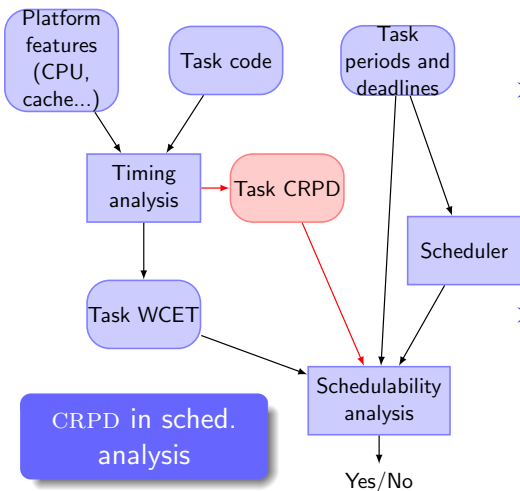 Platform
features
(CPU,
cache...)
Task code
Task
periods and
deadlines
Timing
analysis
Task CRPD
Scheduler
Task WCET
Schedulability
analysis
CRPD in sched.
analysis
Yes/No